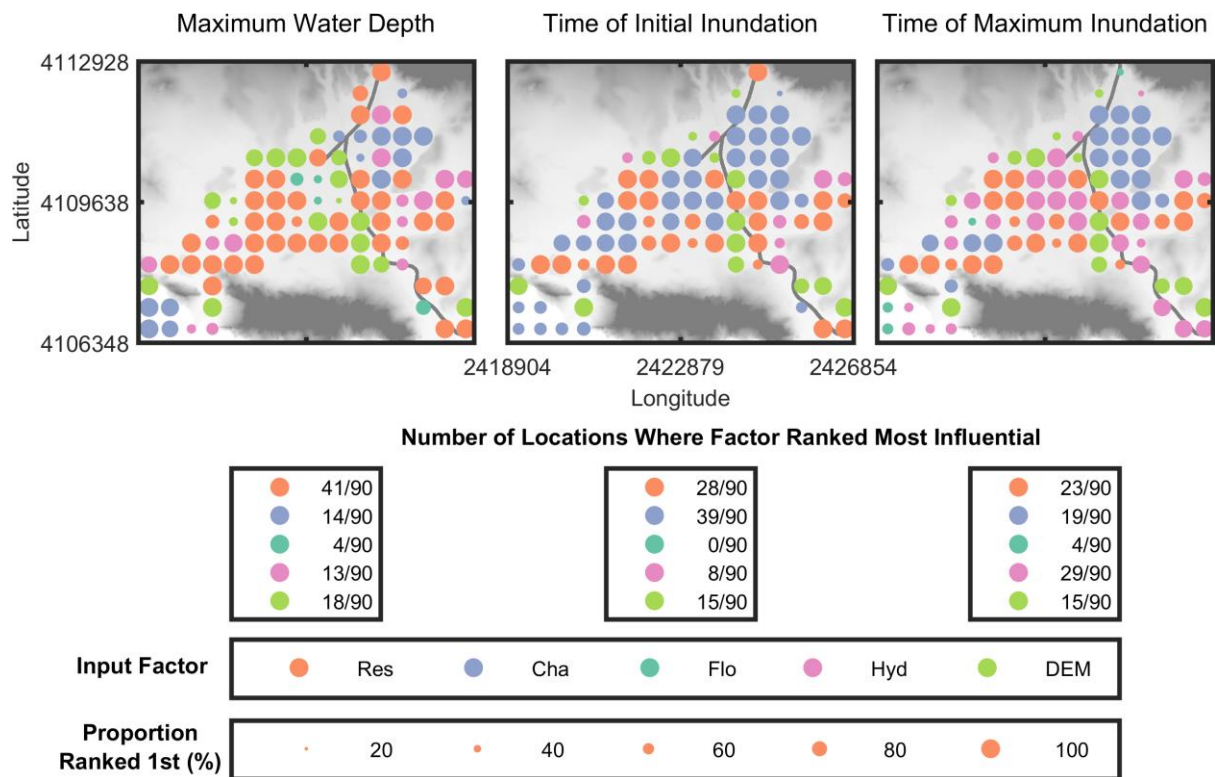 Maximum Water Depth
Time of Initial Inundation
Time of Maximum Inundation
4112928
4109638
4106348
Latitude
2418904
2422879
2426854
Longitude
Number of Locations Where Factor Ranked Most Influential
41/90
14/90
4/90
13/90
18/90
28/90
39/90
0/90
8/90
15/90
23/90
19/90
4/90
29/90
15/90
Input Factor
Res
Cha
Flo
Hyd
DEM
Proportion
Ranked 1st (%)
20
40
60
80
100